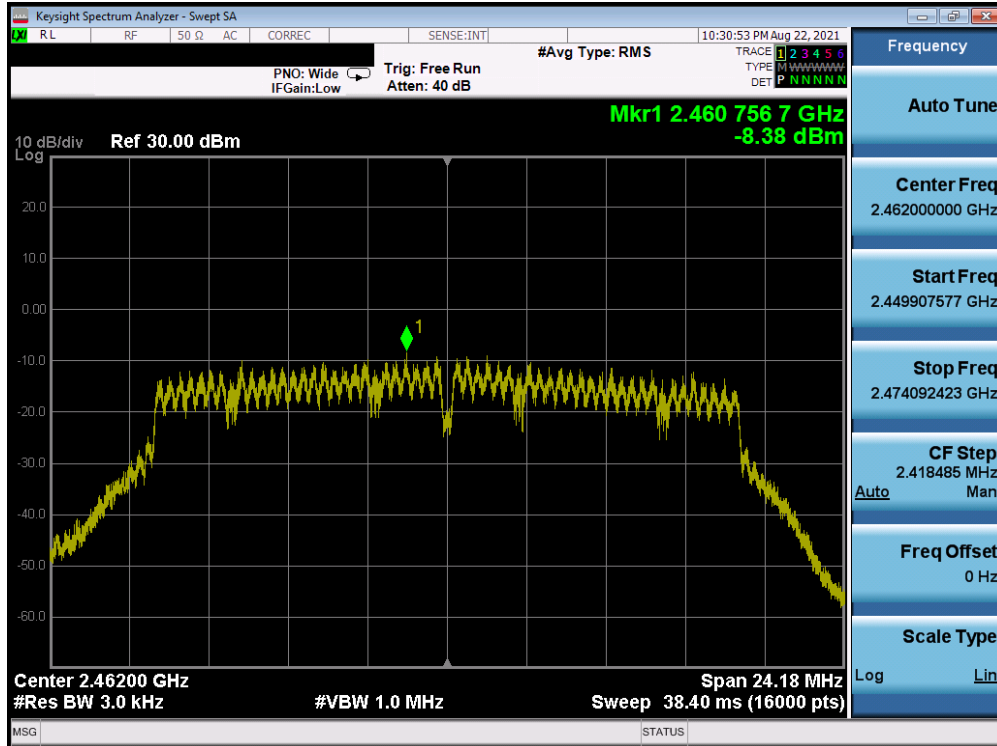 Keysight Spectrum Analyzer - Swept SA
LXI RL RF 50 Ω AC CORREC SENSE:INT 10:30:53 PM Aug 22, 2021
PNO: Wide
IFGain:Low
Trig: Free Run
Atten: 40 dB
#Avg Type: RMS
TRACE 1 2 3 4 5 6
TYPE M WWWWW
DET P N N N N N
Mkr1 2.460 756 7 GHz
-8.38 dBm
10 dB/div
Log
Ref 30.00 dBm
20.0
10.0
0.00
-10.0
-20.0
-30.0
-40.0
-50.0
-60.0
1
Center 2.46200 GHz
Span 24.18 MHz
#Res BW 3.0 kHz
#VBW 1.0 MHz
Sweep 38.40 ms (16000 pts)
MSG
STATUS
Frequency
Auto Tune
Center Freq
2.462000000 GHz
Start Freq
2.449907577 GHz
Stop Freq
2.474092423 GHz
CF Step
2.418485 MHz
Auto Man
Freq Offset
0 Hz
Scale Type
Log Lin